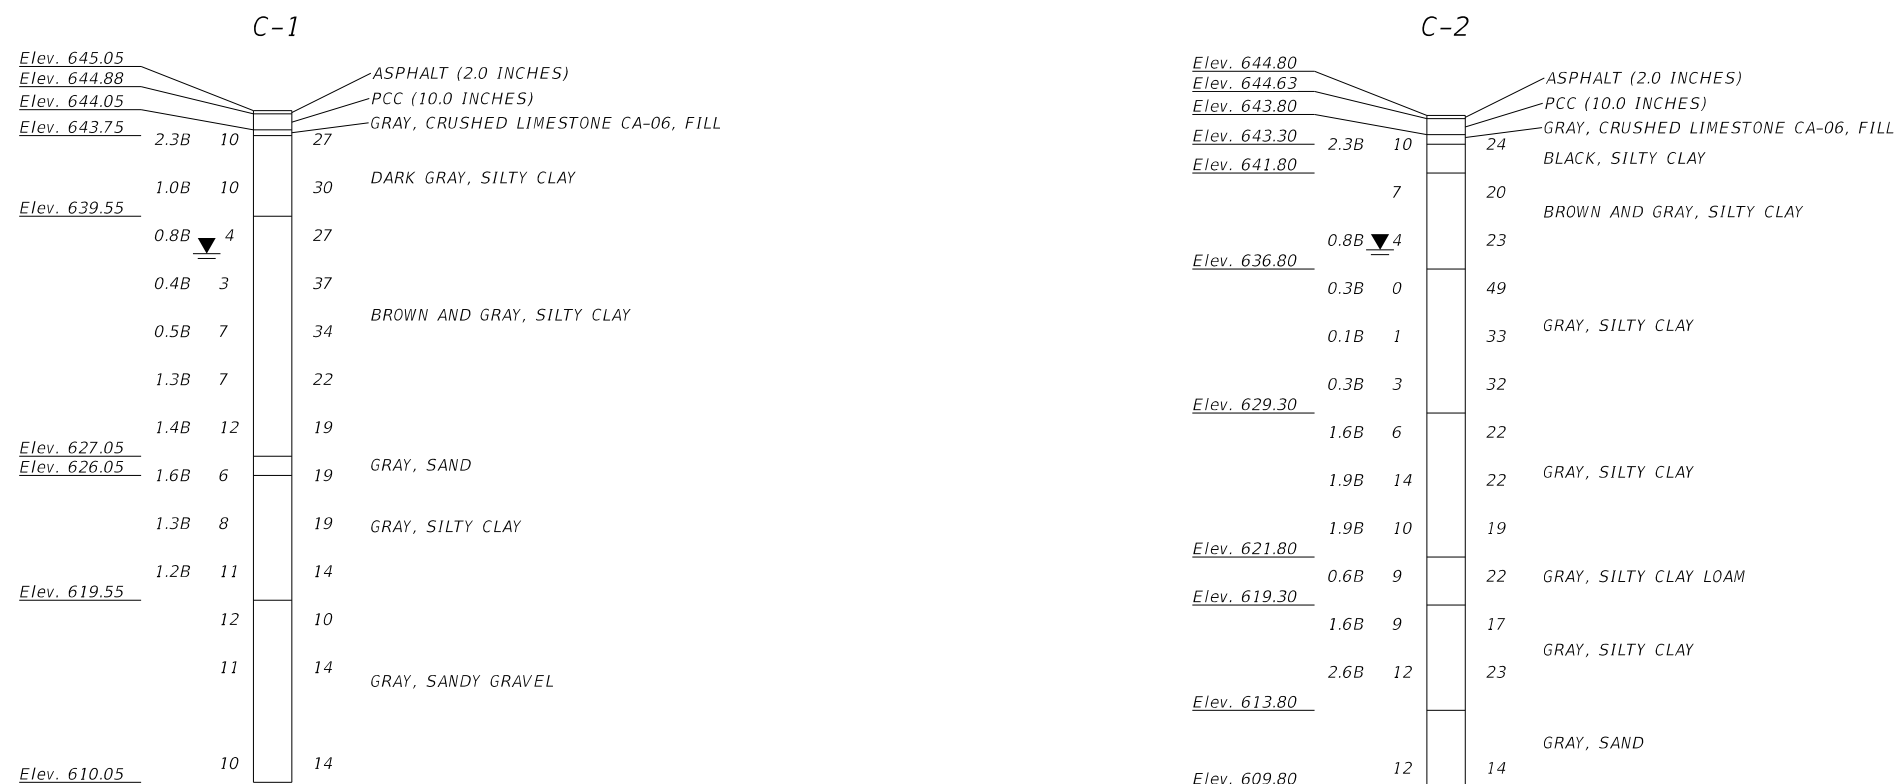 C-1
Elev. 645.05
ASPHALT (2.0 INCHES)
Elev. 644.88
PCC (10.0 INCHES)
Elev. 644.05
GRAY, CRUSHED LIMESTONE CA-06, FILL
Elev. 643.75
2.3B 10 27
DARK GRAY, SILTY CLAY
1.0B 10 30
Elev. 639.55
0.8B 4 27
0.4B 3 37
BROWN AND GRAY, SILTY CLAY
0.5B 7 34
1.3B 7 22
1.4B 12 19
Elev. 627.05
GRAY, SAND
Elev. 626.05
1.6B 6 19
1.3B 8 19
GRAY, SILTY CLAY
1.2B 11 14
Elev. 619.55
12 10
11 14
GRAY, SANDY GRAVEL
10 14
Elev. 610.05
C-2
Elev. 644.80
ASPHALT (2.0 INCHES)
Elev. 644.63
PCC (10.0 INCHES)
Elev. 643.80
GRAY, CRUSHED LIMESTONE CA-06, FILL
Elev. 643.30
2.3B 10 24
BLACK, SILTY CLAY
Elev. 641.80
7 20
BROWN AND GRAY, SILTY CLAY
0.8B 4 23
Elev. 636.80
0.3B 0 49
GRAY, SILTY CLAY
0.1B 1 33
0.3B 3 32
Elev. 629.30
1.6B 6 22
GRAY, SILTY CLAY
1.9B 14 22
1.9B 10 19
Elev. 621.80
0.6B 9 22
GRAY, SILTY CLAY LOAM
Elev. 619.30
1.6B 9 17
GRAY, SILTY CLAY
2.6B 12 23
Elev. 613.80
GRAY, SAND
12 14
Elev. 609.80